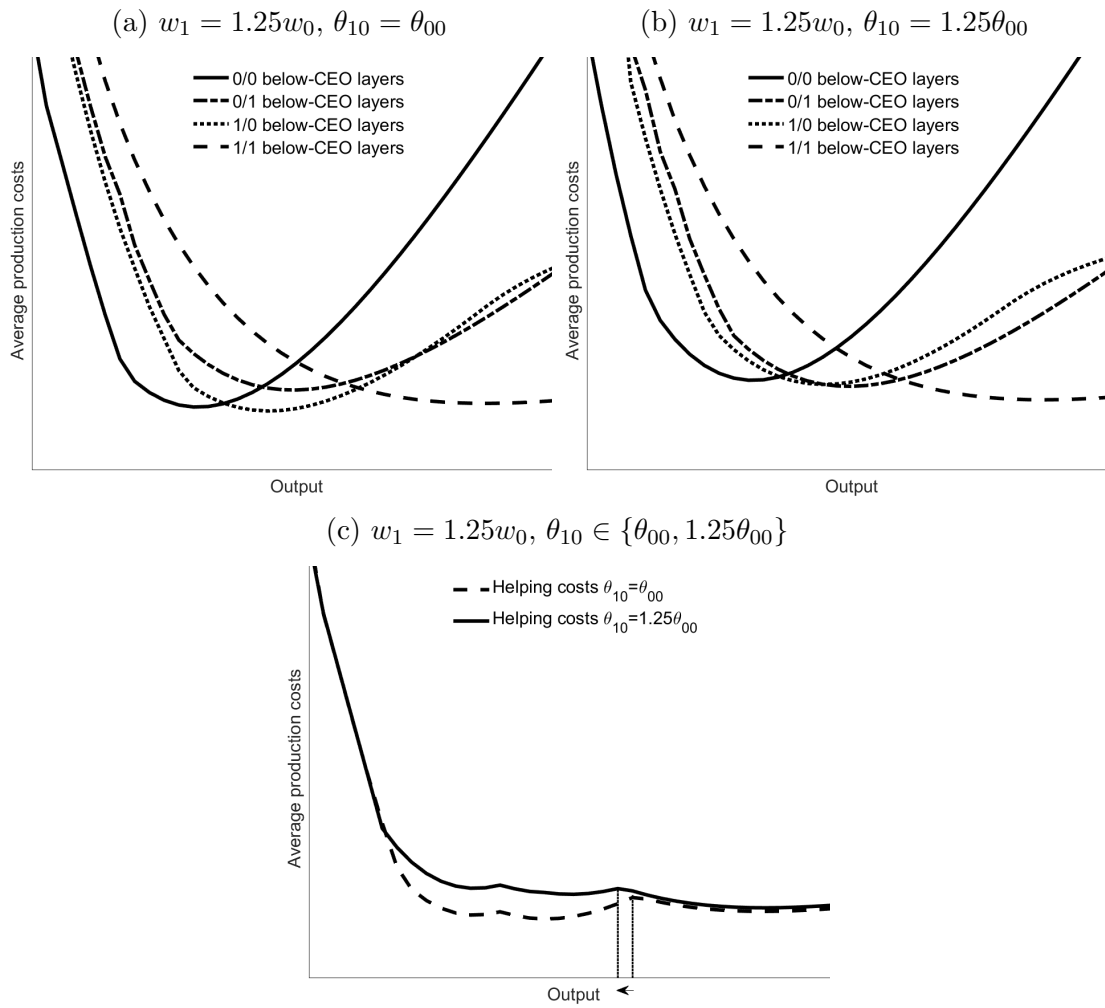 (a) w₁ = 1.25w₀, θ₁₀ = θ₀₀
0/0 below-CEO layers
0/1 below-CEO layers
1/0 below-CEO layers
1/1 below-CEO layers
Average production costs
Output
(b) w₁ = 1.25w₀, θ₁₀ = 1.25θ₀₀
0/0 below-CEO layers
0/1 below-CEO layers
1/0 below-CEO layers
1/1 below-CEO layers
Average production costs
Output
(c) w₁ = 1.25w₀, θ₁₀ ∈ {θ₀₀, 1.25θ₀₀}
Helping costs θ₁₀=θ₀₀
Helping costs θ₁₀=1.25θ₀₀
Average production costs
Output